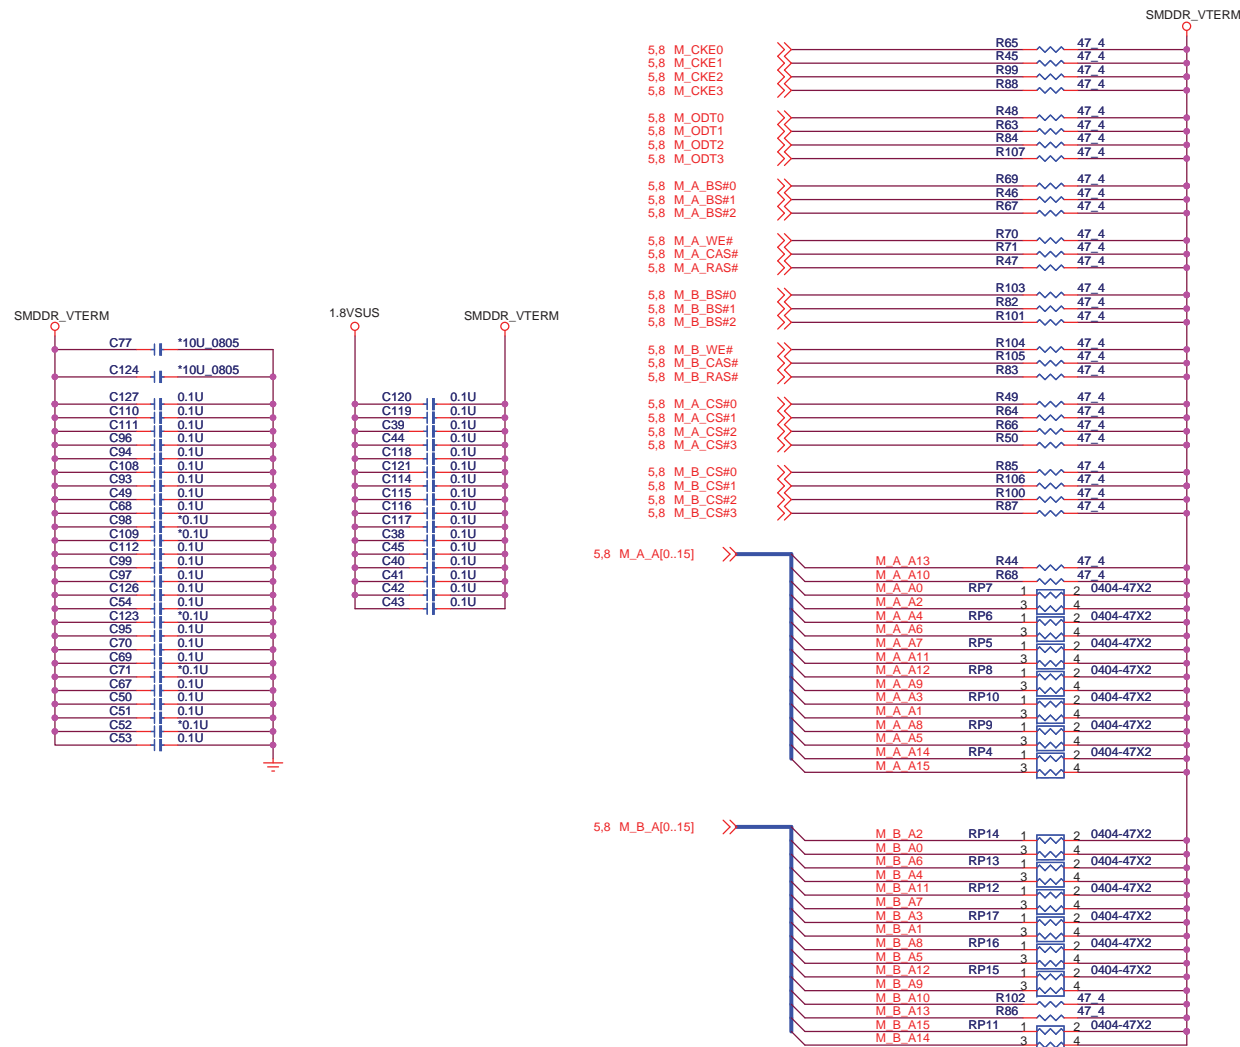 SMDDR_VTERM
5,8 M_CKE0 R65 47_4
5,8 M_CKE1 R45 47_4
5,8 M_CKE2 R99 47_4
5,8 M_CKE3 R88 47_4
5,8 M_ODT0 R48 47_4
5,8 M_ODT1 R63 47_4
5,8 M_ODT2 R84 47_4
5,8 M_ODT3 R107 47_4
5,8 M_A_BS#0 R69 47_4
5,8 M_A_BS#1 R46 47_4
5,8 M_A_BS#2 R67 47_4
5,8 M_A_WE# R70 47_4
5,8 M_A_CAS# R71 47_4
5,8 M_A_RAS# R47 47_4
5,8 M_B_BS#0 R103 47_4
5,8 M_B_BS#1 R82 47_4
5,8 M_B_BS#2 R101 47_4
5,8 M_B_WE# R104 47_4
5,8 M_B_CAS# R105 47_4
5,8 M_B_RAS# R83 47_4
5,8 M_A_CS#0 R49 47_4
5,8 M_A_CS#1 R64 47_4
5,8 M_A_CS#2 R66 47_4
5,8 M_A_CS#3 R50 47_4
5,8 M_B_CS#0 R85 47_4
5,8 M_B_CS#1 R106 47_4
5,8 M_B_CS#2 R100 47_4
5,8 M_B_CS#3 R87 47_4
SMDDR_VTERM
C77 *10U_0805
C124 *10U_0805
C127 0.1U
C110 0.1U
C111 0.1U
C96 0.1U
C94 0.1U
C108 0.1U
C93 0.1U
C49 0.1U
C68 0.1U
C98 *0.1U
C109 *0.1U
C112 0.1U
C99 0.1U
C97 0.1U
C126 0.1U
C54 0.1U
C123 *0.1U
C95 0.1U
C70 0.1U
C69 0.1U
C71 *0.1U
C67 0.1U
C50 0.1U
C51 0.1U
C52 *0.1U
C53 0.1U
1.8VSUS SMDDR_VTERM
C120 0.1U
C119 0.1U
C39 0.1U
C44 0.1U
C118 0.1U
C121 0.1U
C114 0.1U
C115 0.1U
C116 0.1U
C117 0.1U
C38 0.1U
C45 0.1U
C40 0.1U
C41 0.1U
C42 0.1U
C43 0.1U
5,8 M_A_A[0..15]
M_A_A13 R44 47_4
M_A_A10 R68 47_4
M_A_A0 RP7 1 2 0404-47X2
M_A_A2 3 4
M_A_A4 RP6 1 2 0404-47X2
M_A_A6 3 4
M_A_A7 RP5 1 2 0404-47X2
M_A_A11 3 4
M_A_A12 RP8 1 2 0404-47X2
M_A_A9 3 4
M_A_A3 RP10 1 2 0404-47X2
M_A_A1 3 4
M_A_A8 RP9 1 2 0404-47X2
M_A_A5 3 4
M_A_A14 RP4 1 2 0404-47X2
M_A_A15 3 4
5,8 M_B_A[0..15]
M_B_A2 RP14 1 2 0404-47X2
M_B_A0 3 4
M_B_A6 RP13 1 2 0404-47X2
M_B_A4 3 4
M_B_A11 RP12 1 2 0404-47X2
M_B_A7 3 4
M_B_A3 RP17 1 2 0404-47X2
M_B_A1 3 4
M_B_A8 RP16 1 2 0404-47X2
M_B_A5 3 4
M_B_A12 RP15 1 2 0404-47X2
M_B_A9 3 4
M_B_A10 R102 47_4
M_B_A13 R86 47_4
M_B_A15 RP11 1 2 0404-47X2
M_B_A14 3 4